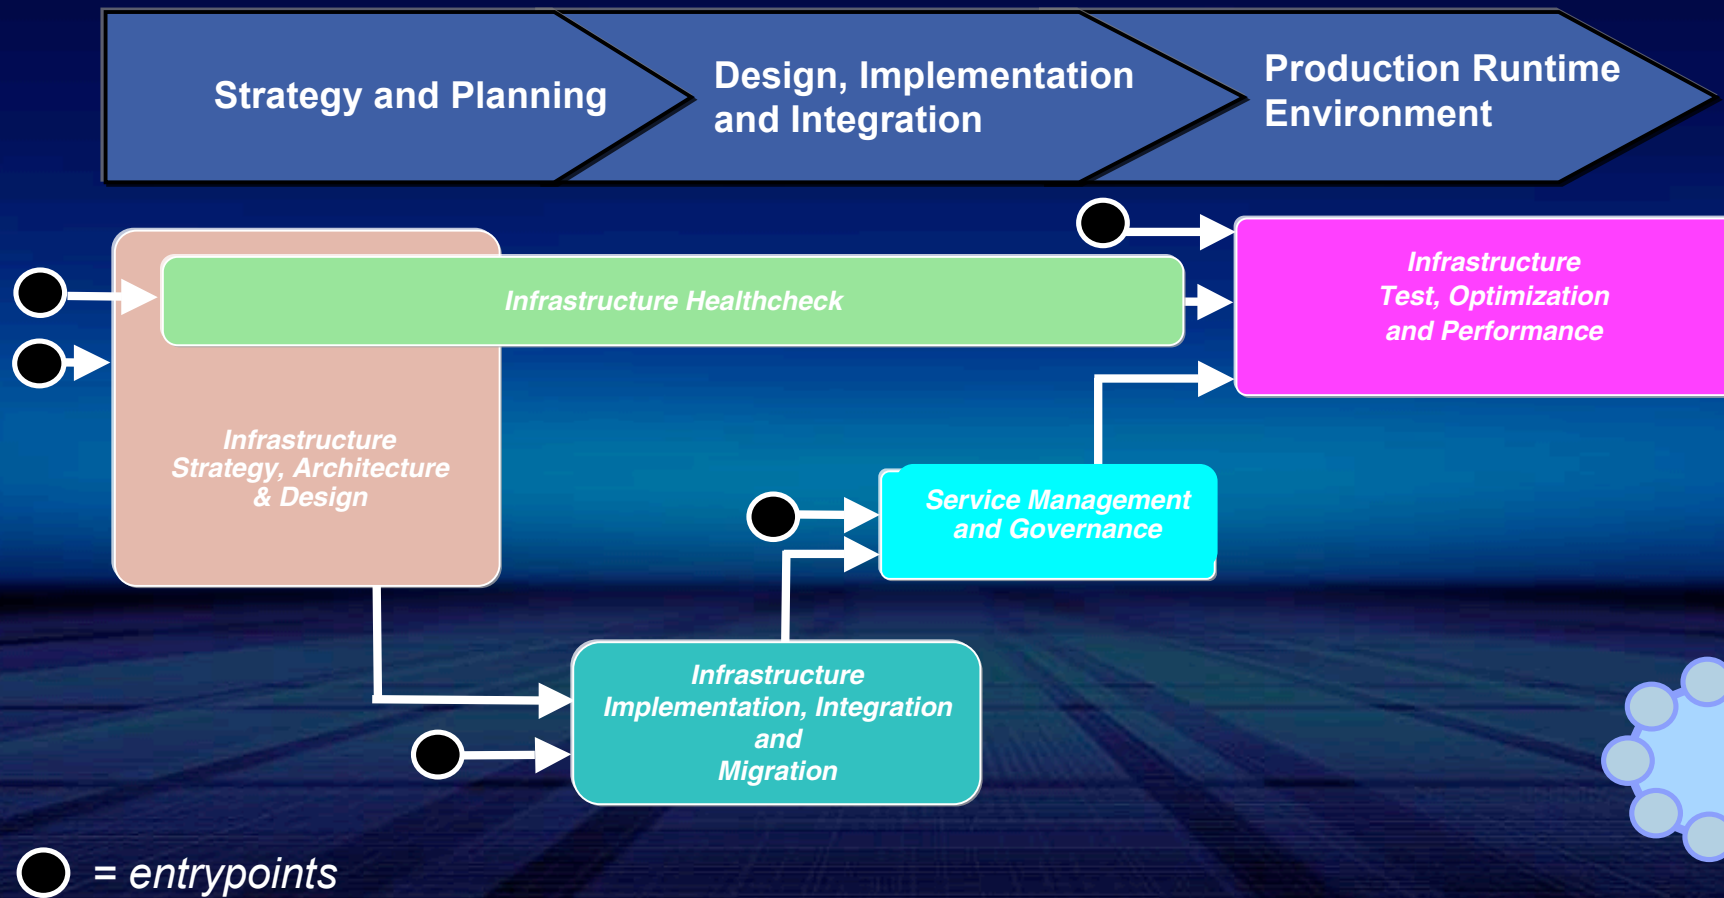 Strategy and Planning
Design, Implementation
and Integration
Production Runtime
Environment
Infrastructure Healthcheck
Infrastructure
Test, Optimization
and Performance
Infrastructure
Strategy, Architecture
& Design
Service Management
and Governance
Infrastructure
Implementation, Integration
and
Migration
= entrypoints